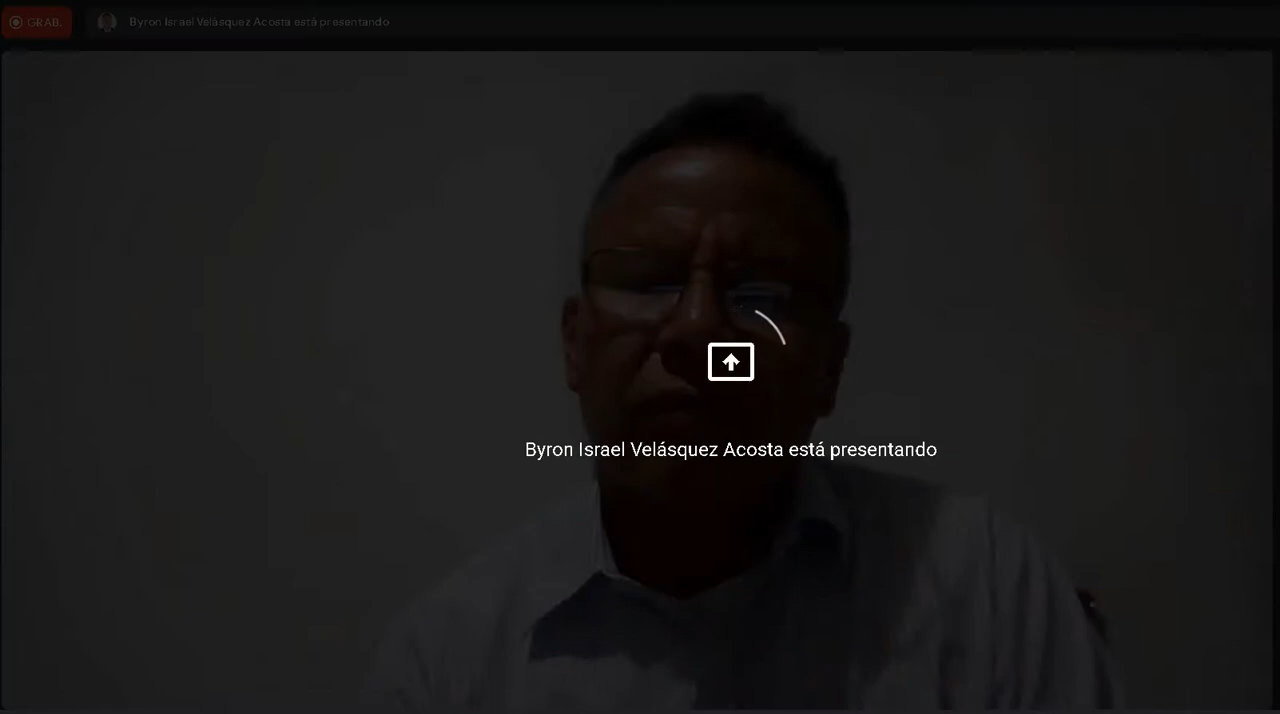 GRAB.
Byron Israel Velásquez Acosta está presentando
Byron Israel Velásquez Acosta está presentando